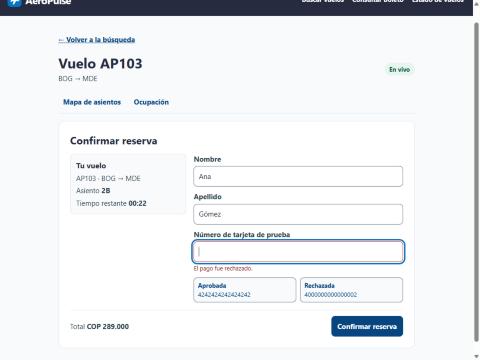 AeroPulse
Buscar vuelos Consultar boleto Estado de vuelos
← Volver a la búsqueda
Vuelo AP103
BOG → MDE
En vivo
Mapa de asientos Ocupación
Confirmar reserva
Tu vuelo
AP103 · BOG → MDE
Asiento 2B
Tiempo restante 00:22
Nombre
Ana
Apellido
Gómez
Número de tarjeta de prueba
El pago fue rechazado.
Aprobada
4242424242424242
Rechazada
4000000000000002
Total COP 289.000
Confirmar reserva